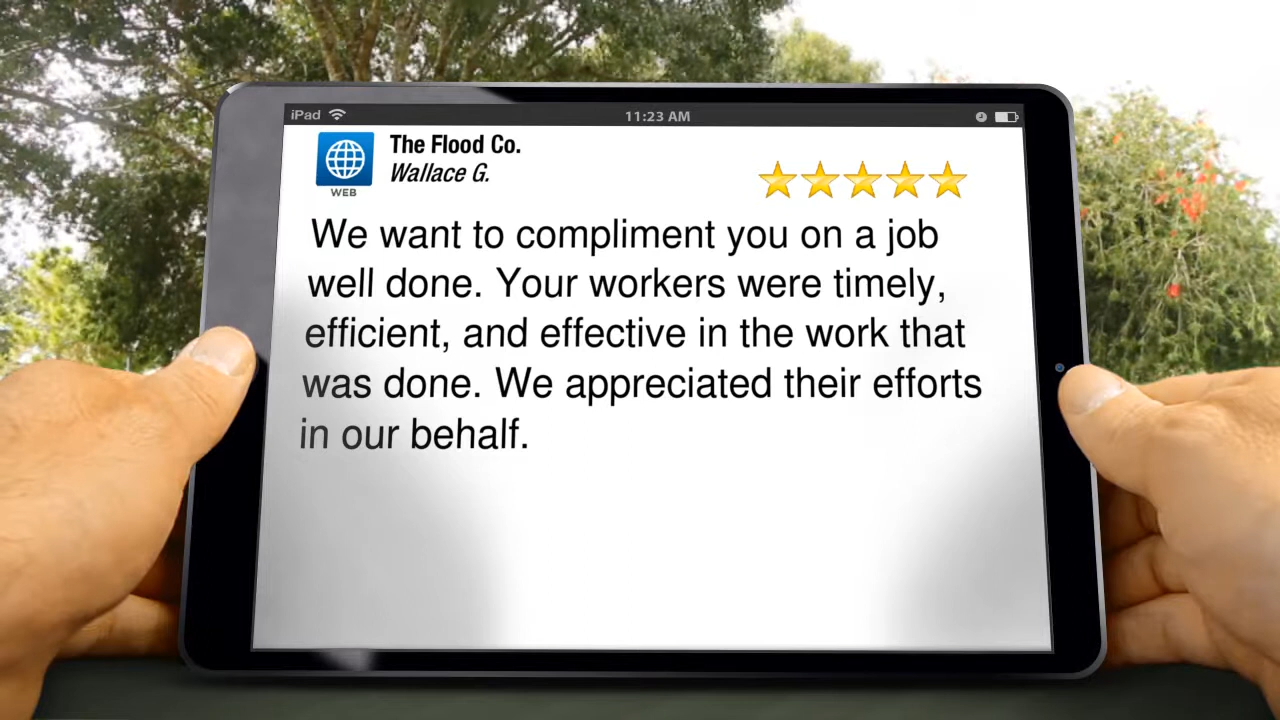 iPad 11:23 AM
The Flood Co.
Wallace G.
WEB
We want to compliment you on a job
well done. Your workers were timely,
efficient, and effective in the work that
was done. We appreciated their efforts
in our behalf.